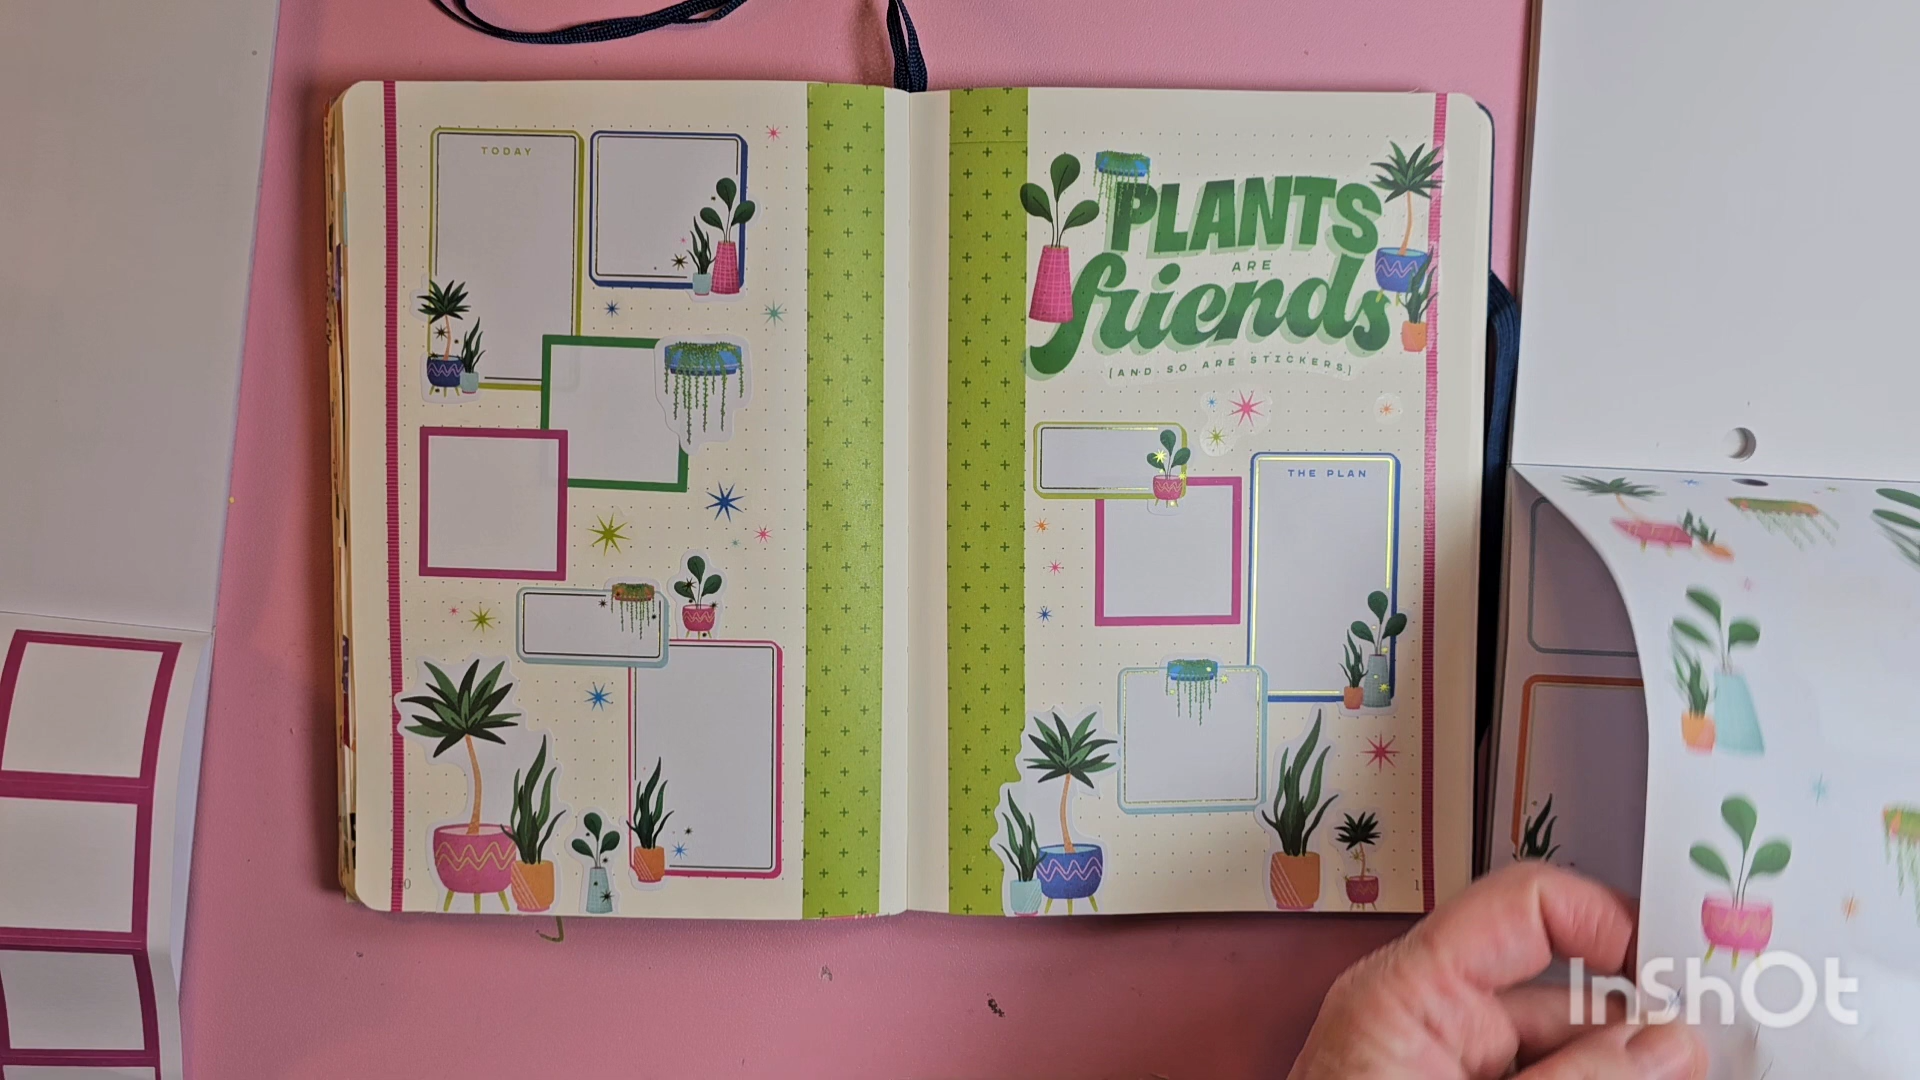 TODAY
PLANTS
ARE
friends
(AND SO ARE STICKERS.)
THE PLAN
InShOt